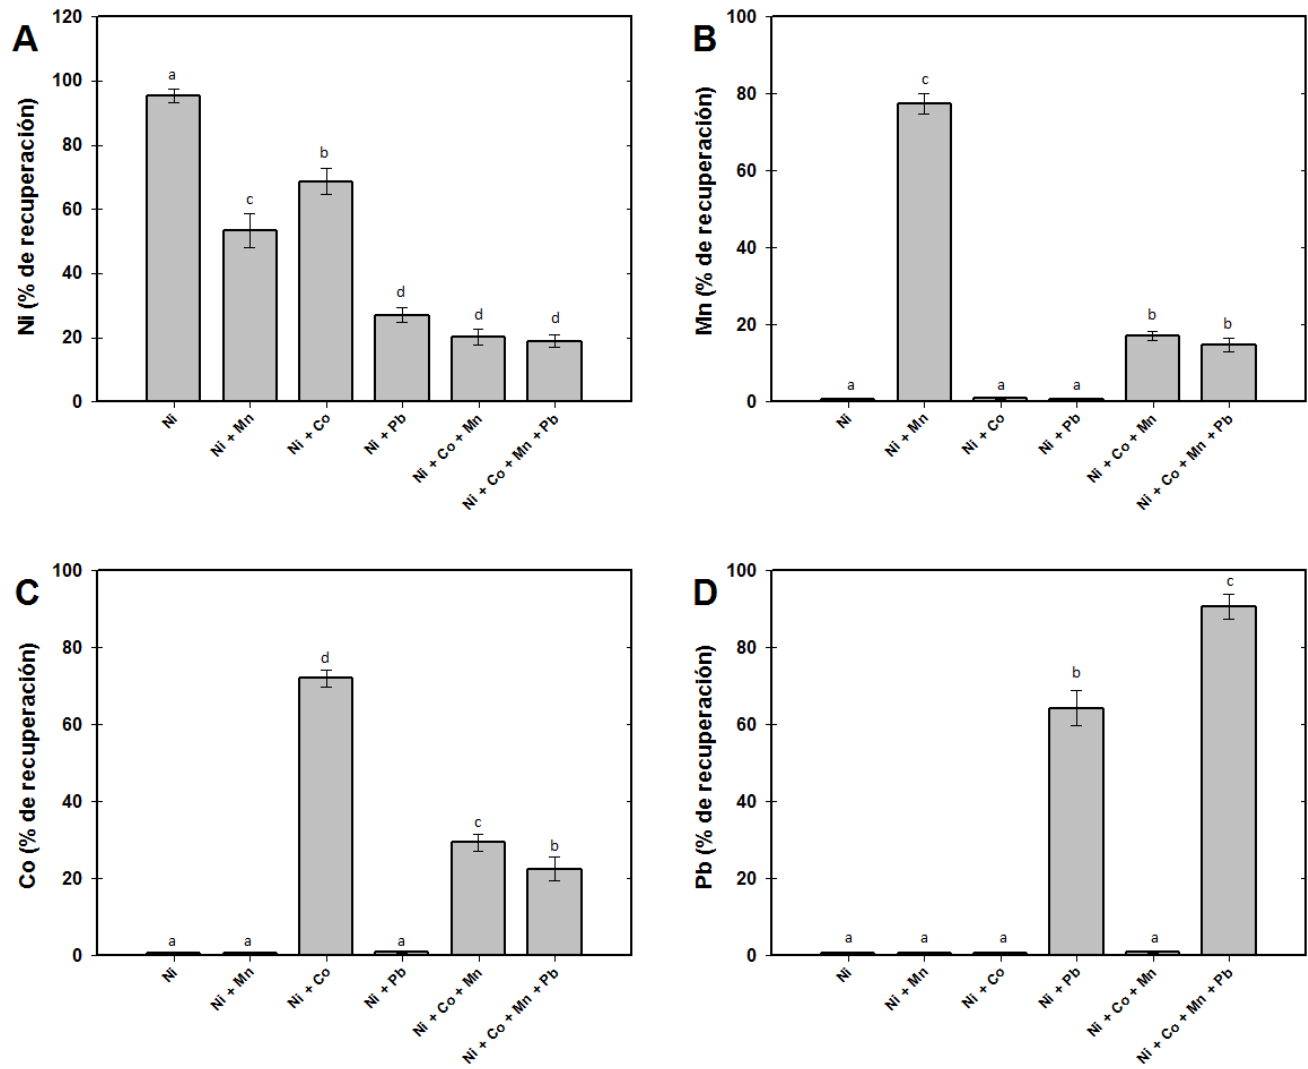 A
Ni (% de recuperación)
120
100
80
60
40
20
0
a
c
b
d
d
d
Ni
Ni + Mn
Ni + Co
Ni + Pb
Ni + Co + Mn
Ni + Co + Mn + Pb
B
Mn (% de recuperación)
100
80
60
40
20
0
a
c
a
a
b
b
Ni
Ni + Mn
Ni + Co
Ni + Pb
Ni + Co + Mn
Ni + Co + Mn + Pb
C
Co (% de recuperación)
100
80
60
40
20
0
a
a
d
a
c
b
Ni
Ni + Mn
Ni + Co
Ni + Pb
Ni + Co + Mn
Ni + Co + Mn + Pb
D
Pb (% de recuperación)
100
80
60
40
20
0
a
a
a
b
a
c
Ni
Ni + Mn
Ni + Co
Ni + Pb
Ni + Co + Mn
Ni + Co + Mn + Pb